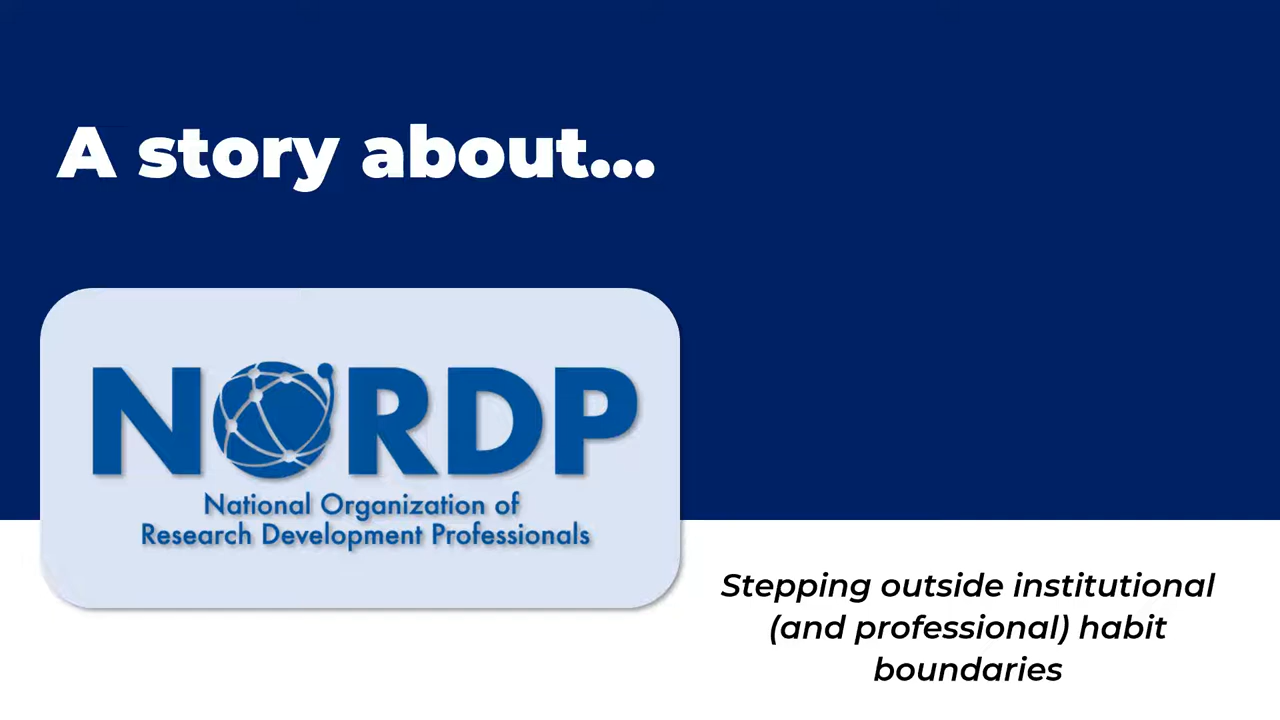 A story about...
NORDP
National Organization of
Research Development Professionals
Stepping outside institutional
(and professional) habit
boundaries